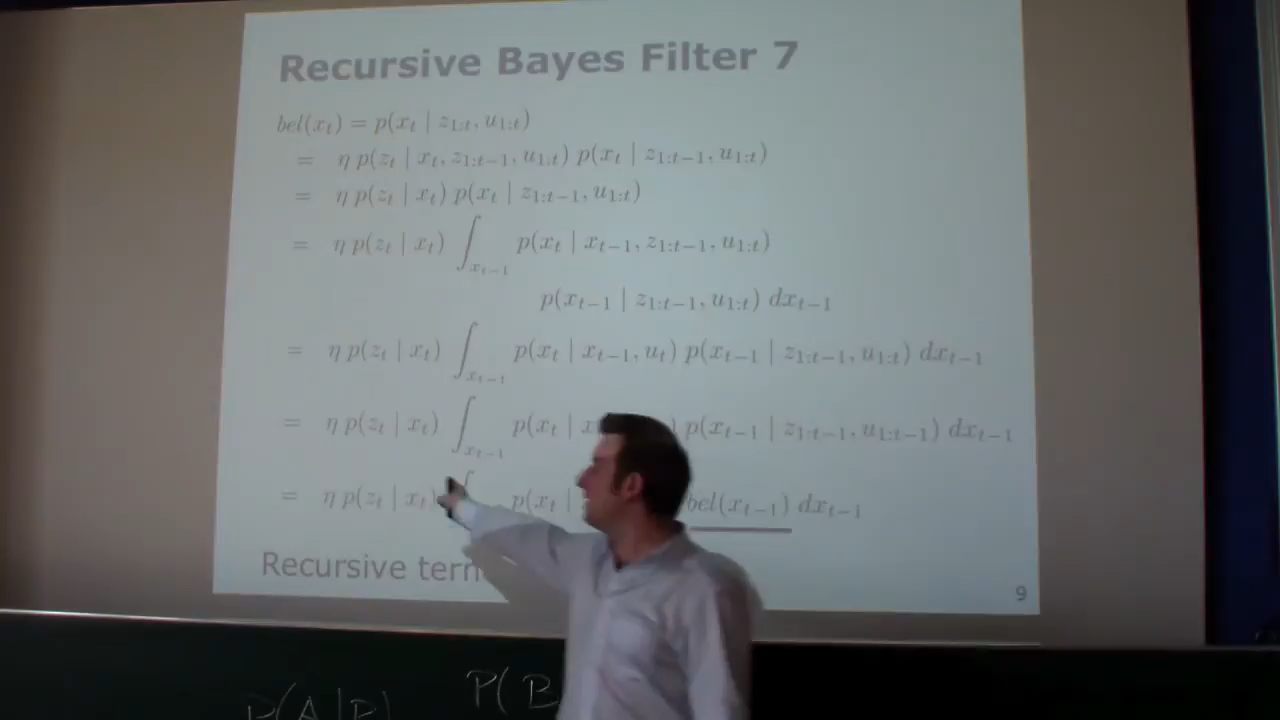 Recursive Bayes Filter 7
bel(x_t) = p(x_t | z_{1:t}, u_{1:t})
= η p(z_t | x_t, z_{1:t−1}, u_{1:t}) p(x_t | z_{1:t−1}, u_{1:t})
= η p(z_t | x_t) p(x_t | z_{1:t−1}, u_{1:t})
= η p(z_t | x_t) ∫_{x_{t−1}} p(x_t | x_{t−1}, z_{1:t−1}, u_{1:t})
p(x_{t−1} | z_{1:t−1}, u_{1:t}) dx_{t−1}
= η p(z_t | x_t) ∫_{x_{t−1}} p(x_t | x_{t−1}, u_t) p(x_{t−1} | z_{1:t−1}, u_{1:t}) dx_{t−1}
= η p(z_t | x_t) ∫_{x_{t−1}} p(x_t | ) p(x_{t−1} | z_{1:t−1}, u_{1:t−1}) dx_{t−1}
= η p(z_t | x_t) ∫ p(x_t | bel(x_{t−1}) dx_{t−1}
Recursive
9
P(B
P(A|B)